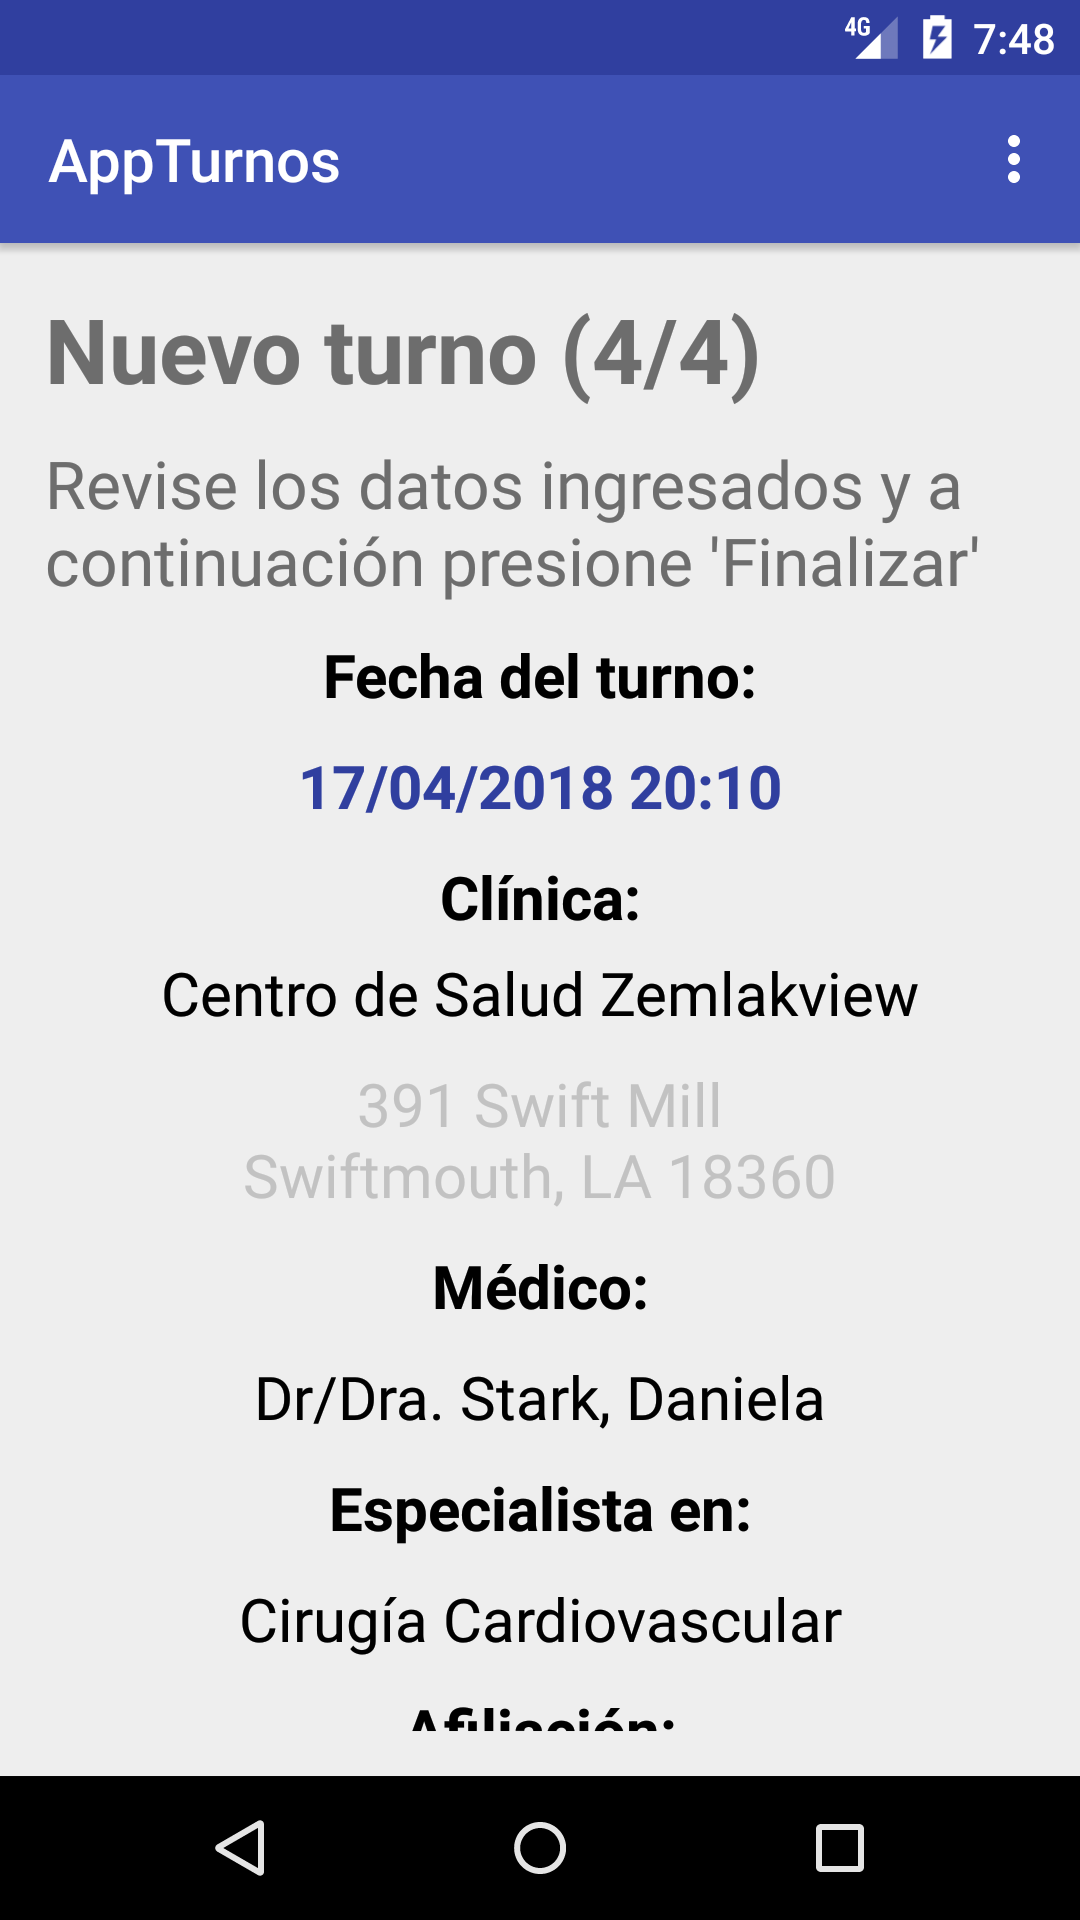 4G 7:48
AppTurnos
Nuevo turno (4/4)
Revise los datos ingresados y a
continuación presione 'Finalizar'
Fecha del turno:
17/04/2018 20:10
Clínica:
Centro de Salud Zemlakview
391 Swift Mill
Swiftmouth, LA 18360
Médico:
Dr/Dra. Stark, Daniela
Especialista en:
Cirugía Cardiovascular
Afiliación: